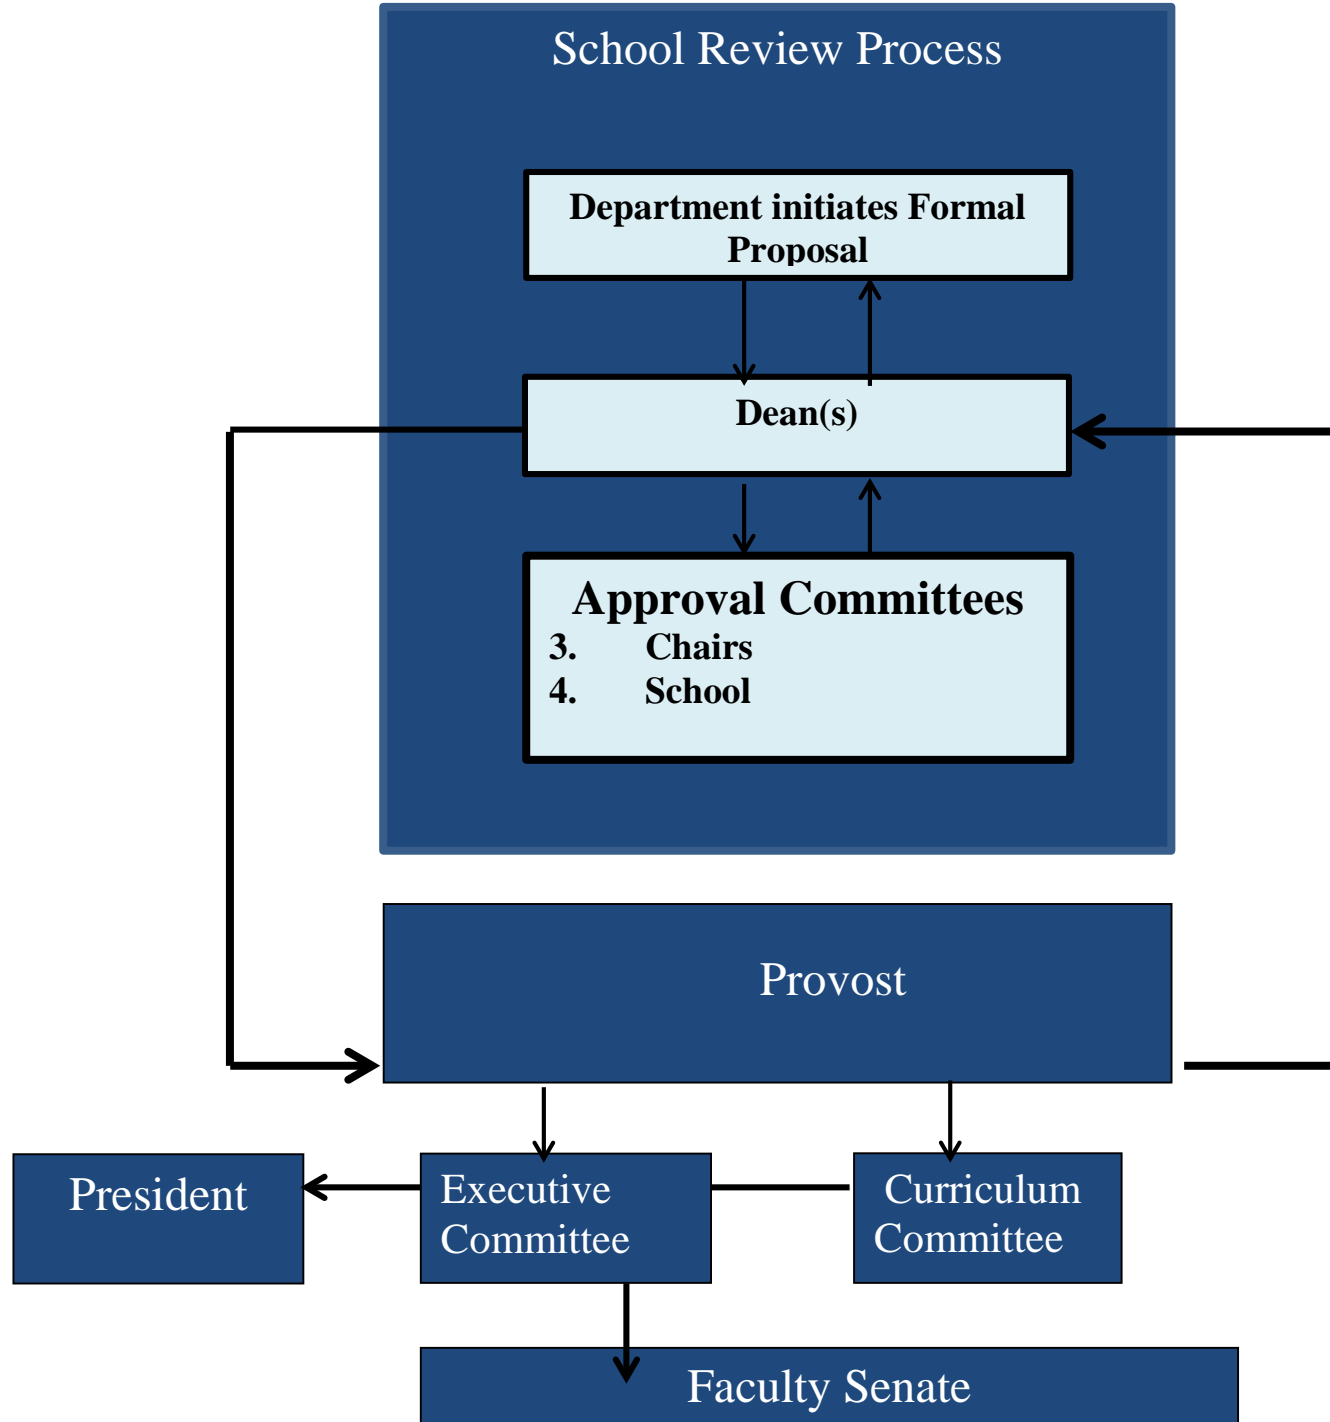 School Review Process
Department initiates Formal
Proposal
Dean(s)
Approval Committees
3. Chairs
4. School
Provost
President
Executive
Committee
Curriculum
Committee
Faculty Senate